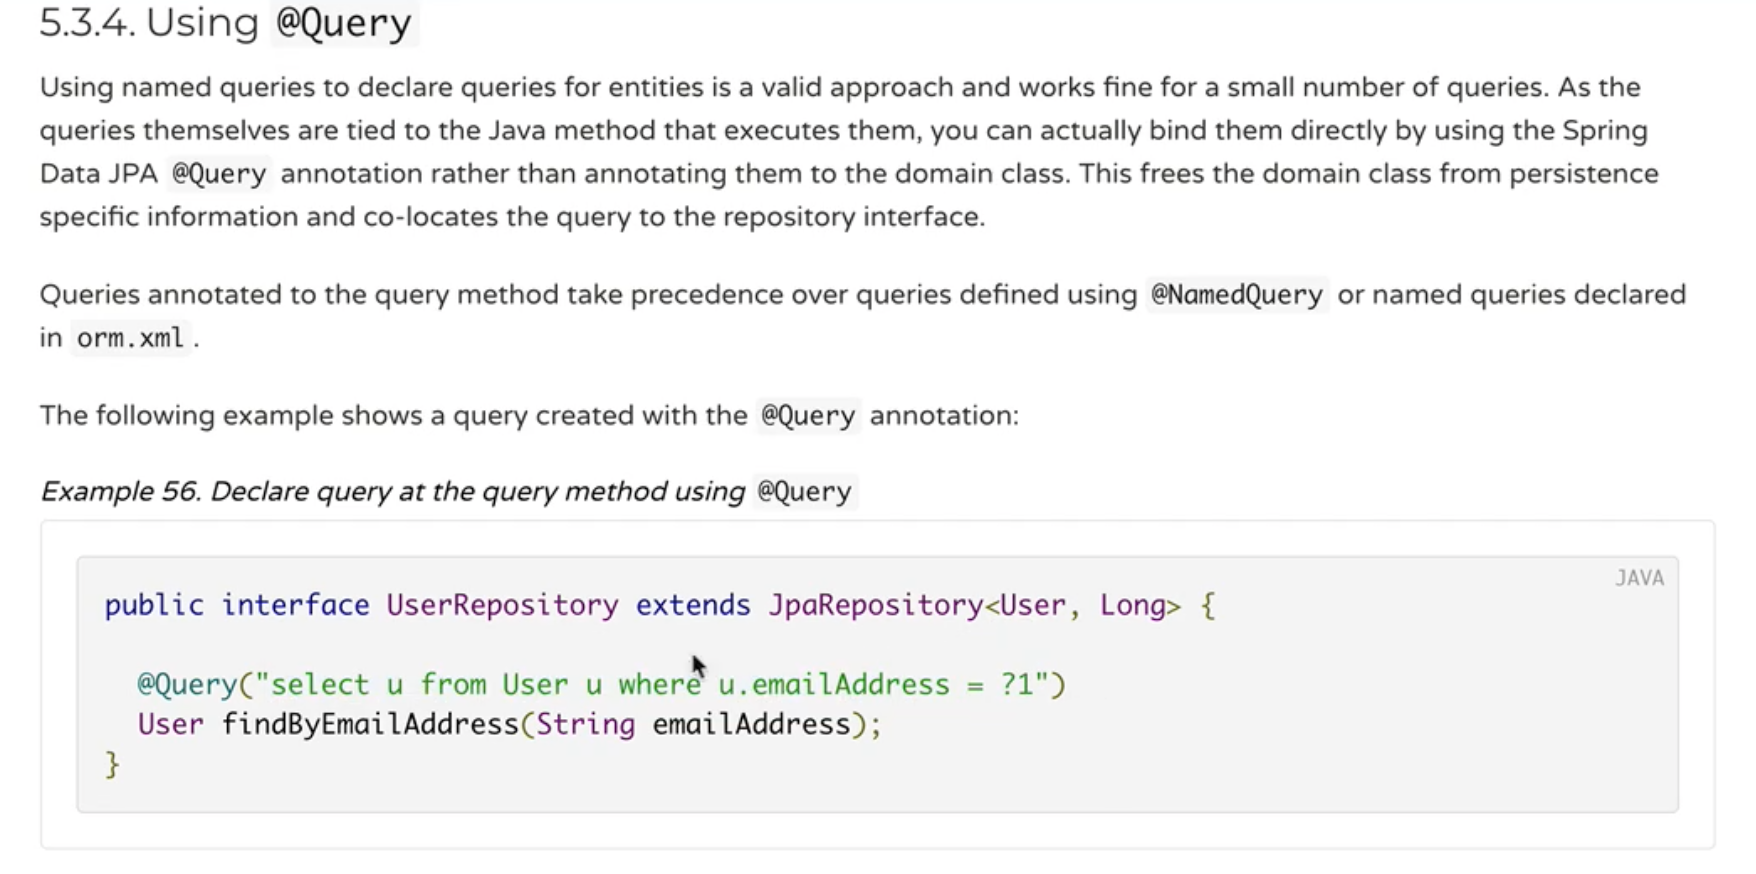 5.3.4. Using @Query
Using named queries to declare queries for entities is a valid approach and works fine for a small number of queries. As the
queries themselves are tied to the Java method that executes them, you can actually bind them directly by using the Spring
Data JPA @Query annotation rather than annotating them to the domain class. This frees the domain class from persistence
specific information and co-locates the query to the repository interface.
Queries annotated to the query method take precedence over queries defined using @NamedQuery or named queries declared
in orm.xml .
The following example shows a query created with the @Query annotation:
Example 56. Declare query at the query method using @Query
JAVA
public interface UserRepository extends JpaRepository<User, Long> {
@Query("select u from User u where u.emailAddress = ?1")
User findByEmailAddress(String emailAddress);
}